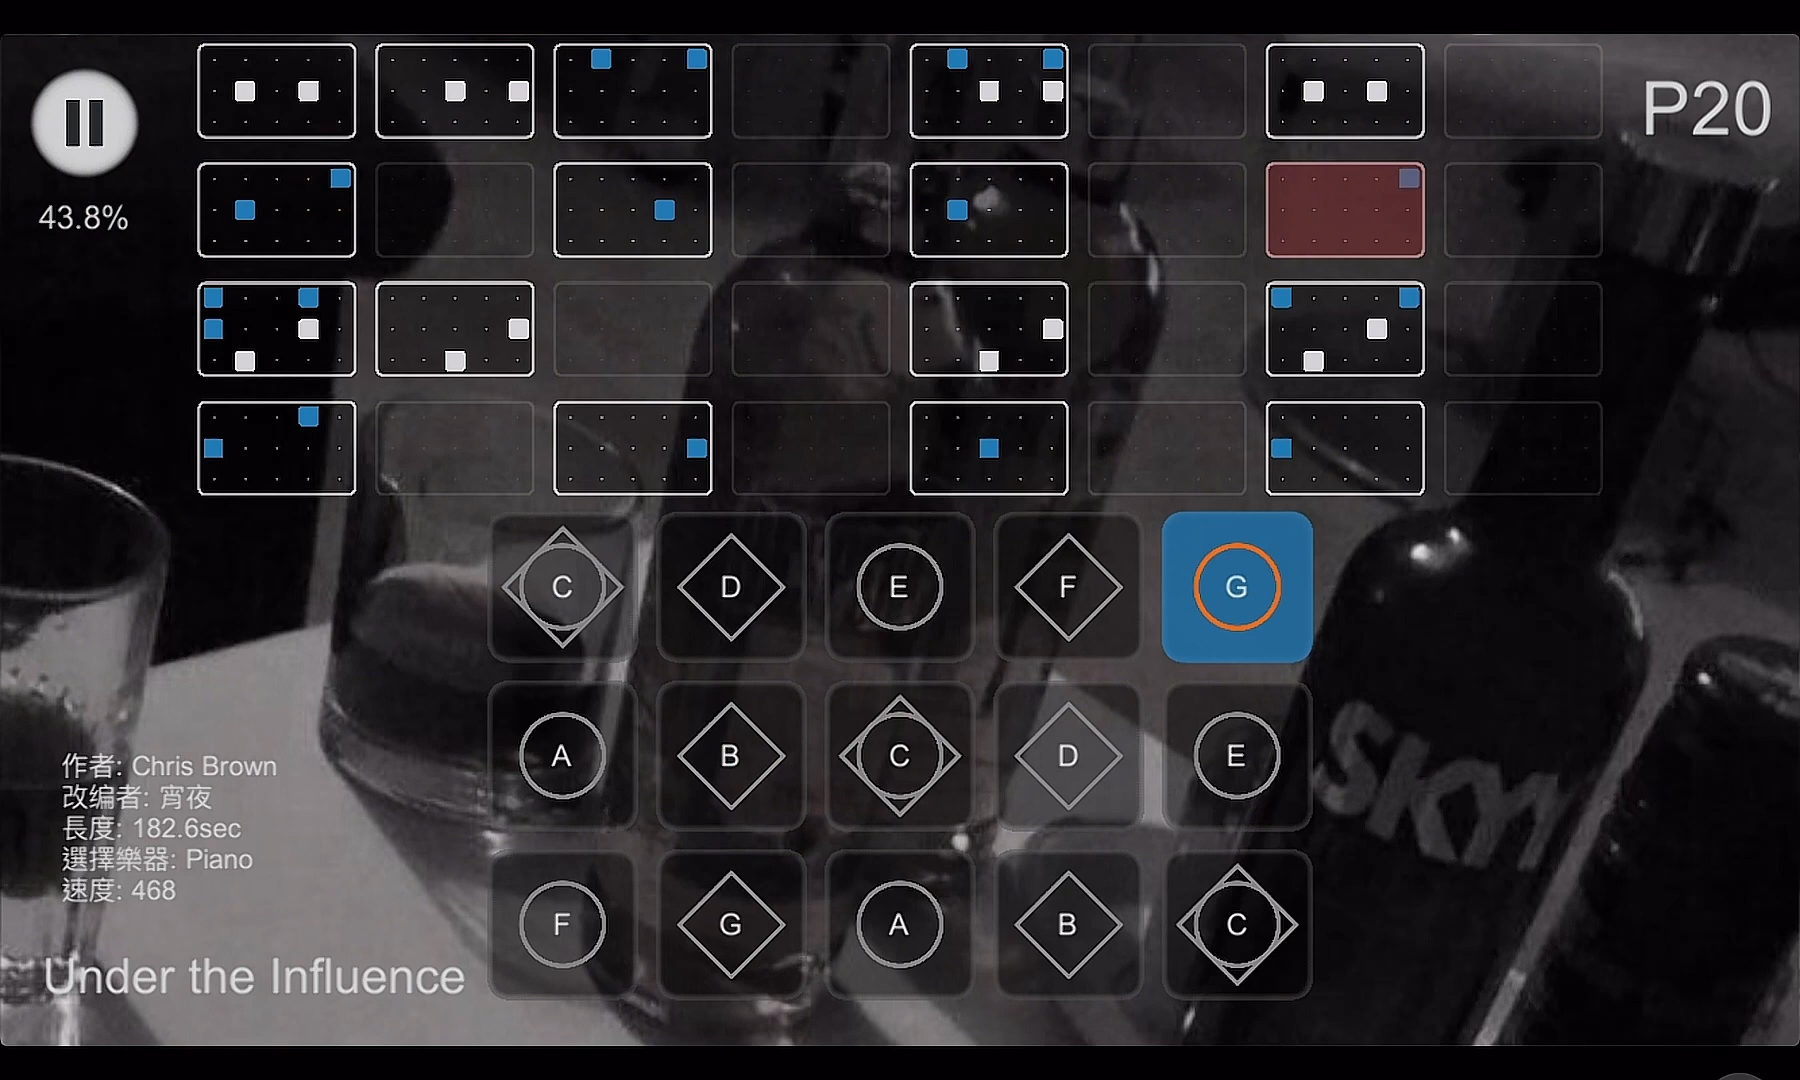 P20
43.8%
C D E F G
A B C D E
F G A B C
作者: Chris Brown
改编者: 宵夜
長度: 182.6sec
選擇樂器: Piano
速度: 468
Under the Influence
SKYY